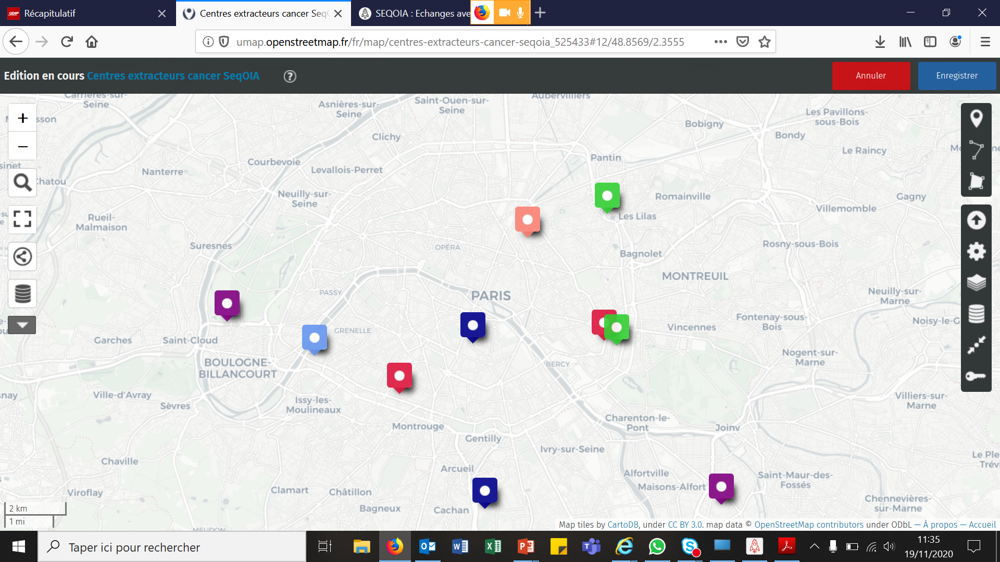 Récapitulatif
Centres extracteurs cancer Seq
SEQOIA : Echanges ave
umap.openstreetmap.fr/fr/map/centres-extracteurs-cancer-seqoia_525433#12/48.8569/2.3555
Edition en cours Centres extracteurs cancer SeqOIA
?
Annuler
Enregistrer
Carrières-sur-
Seine
Asnières-sur-
Seine
Saint-Ouen-sur-
Seine
Aubervilliers
Les Pavillons-
sous-Bois
Bobigny
Bondy
Clichy
Le Raincy
Pantin
Courbevoie
Levallois-Perret
Nanterre
Chatou
Neuilly-sur-
Seine
Romainville
Gagny
Villemomble
Les Lilas
Rueil-
Malmaison
Suresnes
OPÉRA
Rosny-sous-Bois
Bagnolet
MONTREUIL
PASSY
PARIS
Neuilly-sur-
Marne
Fontenay-sous-
Bois
Noisy-le-G
Vincennes
GRENELLE
Garches
Saint-Cloud
BOULOGNE-
BILLANCOURT
BERCY
Nogent-sur-
Marne
Ville-d'Avray
Sèvres
Issy-les-
Moulineaux
Villiers-sur-
Marne
Montrouge
Charenton-le-
Pont
Joinv
Gentilly
Ivry-sur-Seine
Chaville
Arcueil
Le Ple
Trévi
Alfortville
Maisons-Alfort
Saint-Maur-des-
Fossés
Viroflay
Clamart
Châtillon
Bagneux
Cachan
Chennevières-
sur-Marne
MEUDON
2 km
1 mi
Map tiles by CartoDB, under CC BY 3.0. map data © OpenStreetMap contributors under ODbL — À propos — Accueil
Taper ici pour rechercher
11:35
19/11/2020